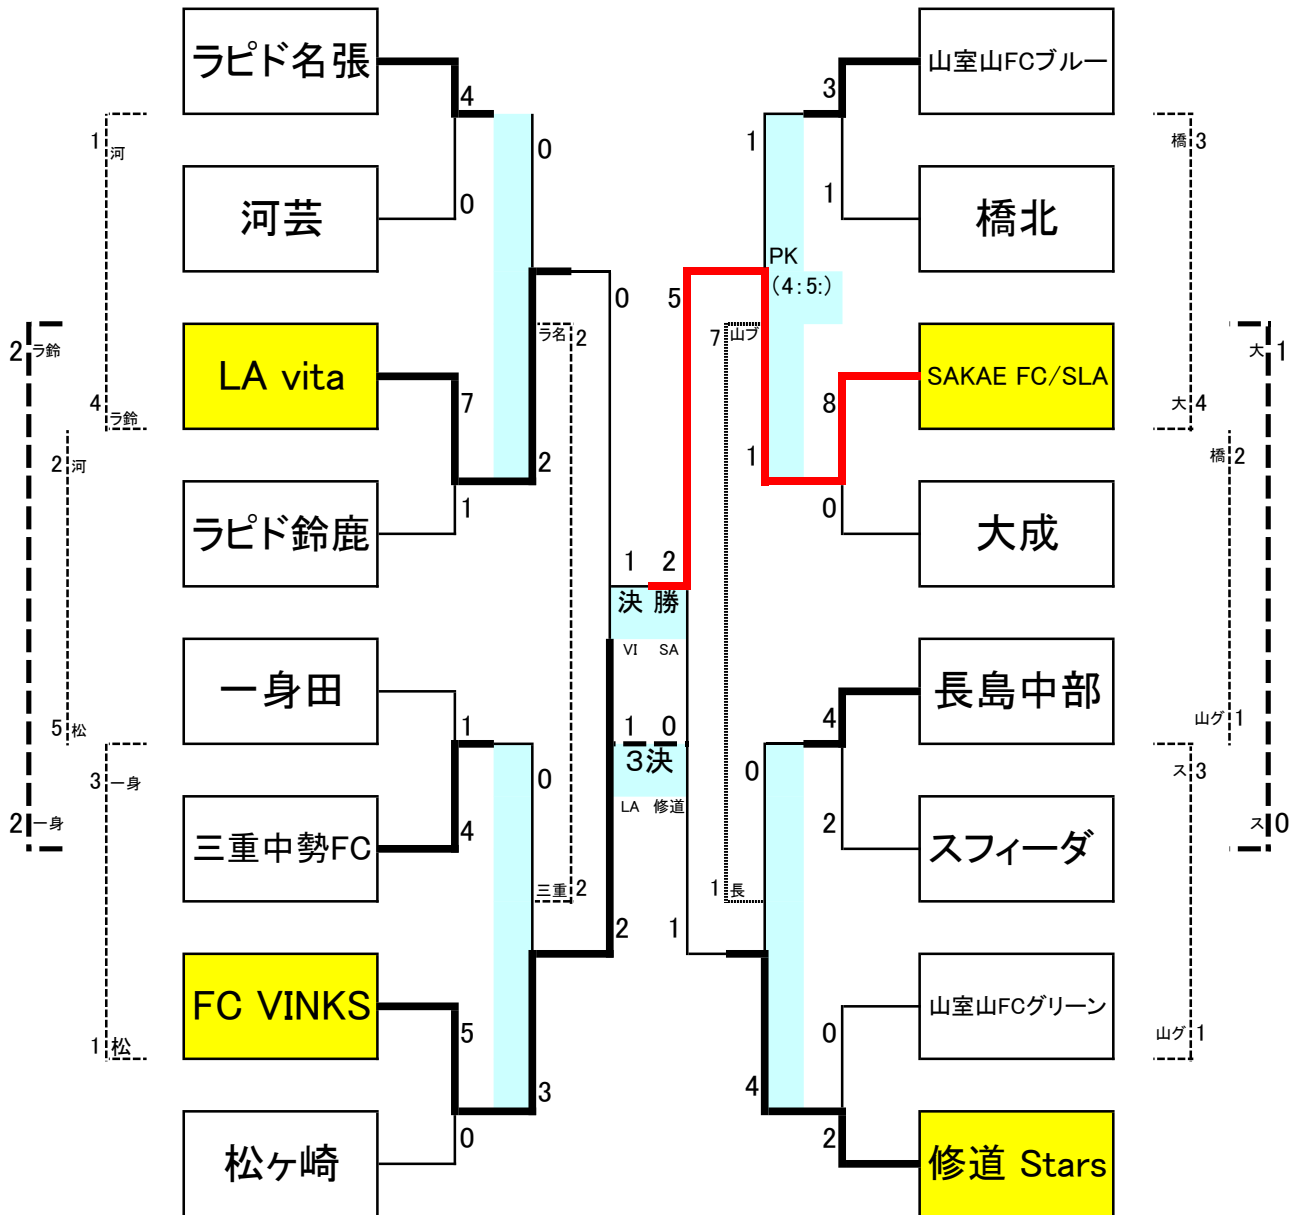 ラピド名張
山室山FCブルー
4
3
1
河
0
1
橋
3
河芸
0
1
橋北
PK
(4:5:)
0
5
2
ラ鈴
ラ名
2
7
山ブ
大
1
LA vita
SAKAE FC/SLA
4
ラ鈴
7
8
大
4
2
河
2
1
橋
2
ラピド鈴鹿
1
0
大成
1
2
決 勝
VI
SA
一身田
長島中部
5
松
1
1
0
4
山グ
1
3
一身
0
3決
0
ス
3
LA
修道
2
一身
三重中勢FC
4
2
スフィーダ
ス
0
三重
2
1
長
2
1
FC VINKS
山室山FCグリーン
1
松
5
0
山グ
1
3
4
松ヶ崎
0
2
修道 Stars